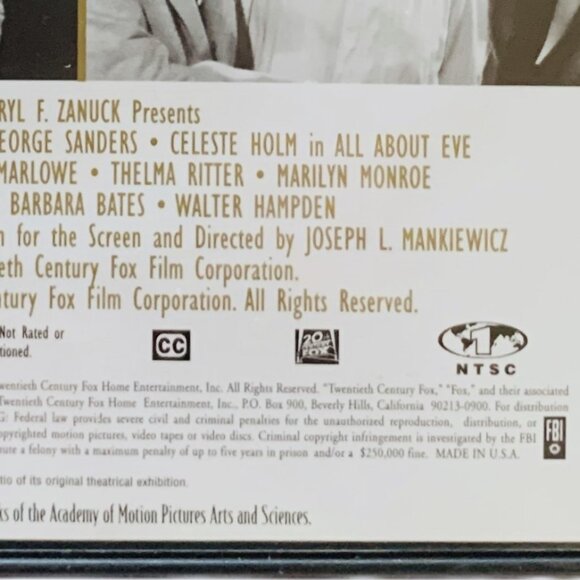 RYL F. ZANUCK Presents
EORGE SANDERS • CELESTE HOLM in ALL ABOUT EVE
MARLOWE • THELMA RITTER • MARILYN MONROE
BARBARA BATES • WALTER HAMPDEN
n for the Screen and Directed by JOSEPH L. MANKIEWICZ
eth Century Fox Film Corporation.
ntury Fox Film Corporation. All Rights Reserved.
Not Rated or
tioned.
CC
20th CENTURY FOX
1
NTSC
wentieth Century Fox Home Entertainment, Inc. All Rights Reserved. "Twentieth Century Fox," "Fox," and their associated
Twentieth Century Fox Home Entertainment, Inc., P.O. Box 900, Beverly Hills, California 90213-0900. For distribution
G: Federal law provides severe civil and criminal penalties for the unauthorized reproduction, distribution, or
opyrighted motion pictures, video tapes or video discs. Criminal copyright infringement is investigated by the FBI
tute a felony with a maximum penalty of up to five years in prison and/or a $250,000 fine. MADE IN U.S.A.
FBI
tio of its original theatrical exhibition.
ks of the Academy of Motion Pictures Arts and Sciences.